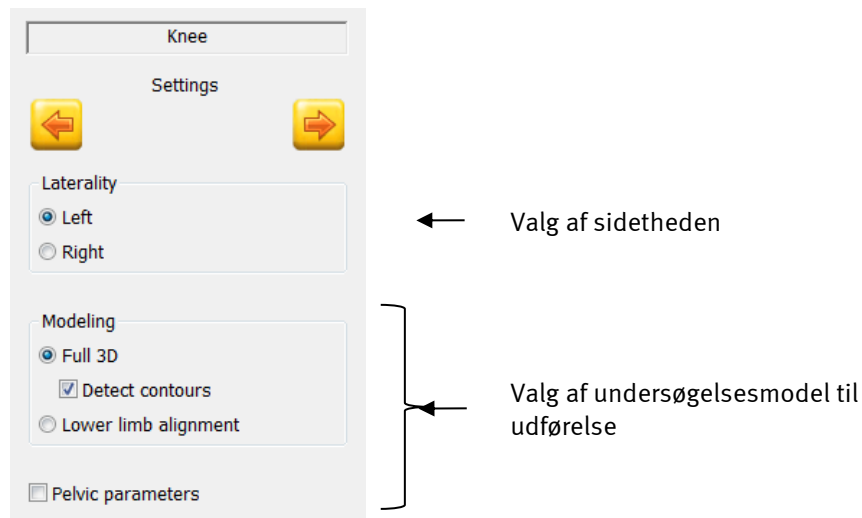 Knee
Settings
Laterality
Left
Right
Valg af sidetheden
Modeling
Full 3D
Detect contours
Lower limb alignment
Pelvic parameters
Valg af undersøgelsesmodel til
udførelse